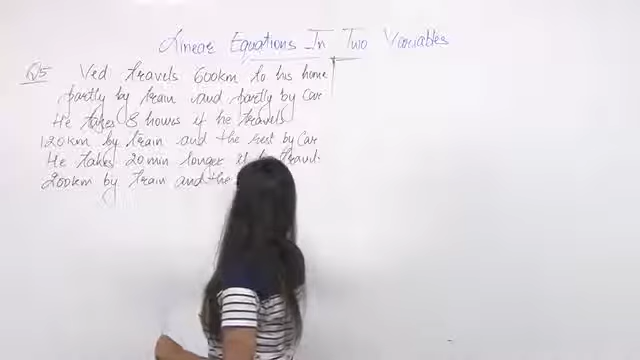 Linear Equations In Two Variables
Q5 Ved travels 600km to his home
partly by train and partly by Car
He takes 8 hours if he travels
120km by train and the rest by Car
He takes 20 min longer if he
200km by train and the